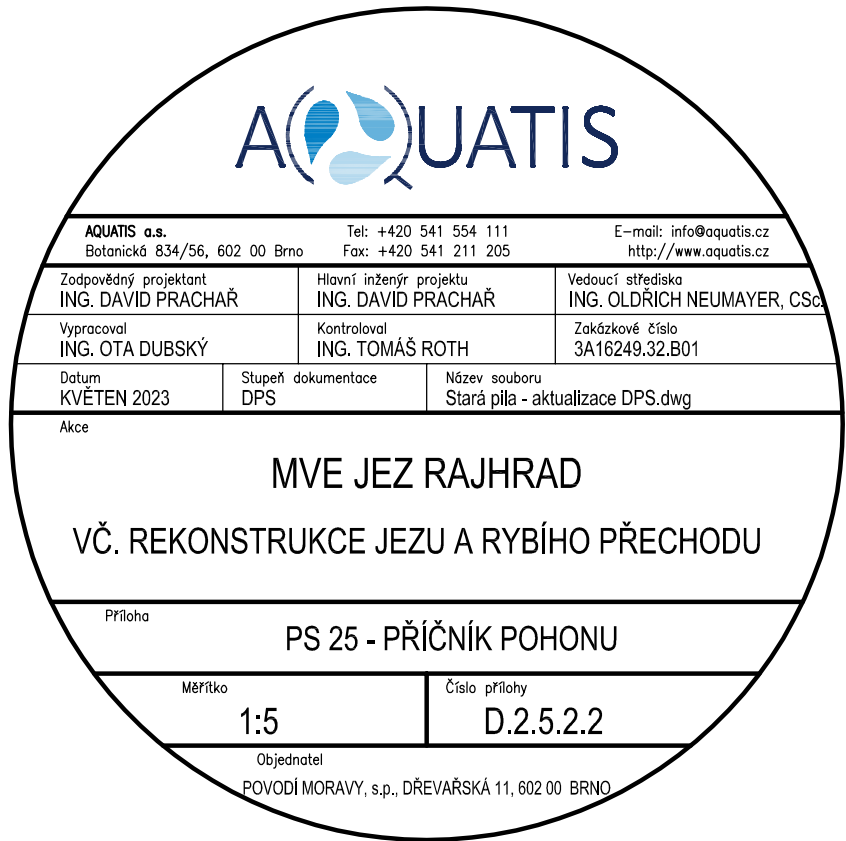 AQUATIS
AQUATIS a.s. Tel: +420 541 554 111 E-mail: info@aquatis.cz
Botanická 834/56, 602 00 Brno Fax: +420 541 211 205 http://www.aquatis.cz
Zodpovědný projektant Hlavní inženýr projektu Vedoucí střediska
ING. DAVID PRACHAŘ ING. DAVID PRACHAŘ ING. OLDŘICH NEUMAYER, CSc.
Vypracoval Kontroloval Zakázkové číslo
ING. OTA DUBSKÝ ING. TOMÁŠ ROTH 3A16249.32.B01
Datum Stupeň dokumentace Název souboru
KVĚTEN 2023 DPS Stará pila - aktualizace DPS.dwg
Akce
MVE JEZ RAJHRAD
VČ. REKONSTRUKCE JEZU A RYBÍHO PŘECHODU
Příloha
PS 25 - PŘÍČNÍK POHONU
Měřítko Číslo přílohy
1:5 D.2.5.2.2
Objednatel
POVODÍ MORAVY, s.p., DŘEVAŘSKÁ 11, 602 00 BRNO